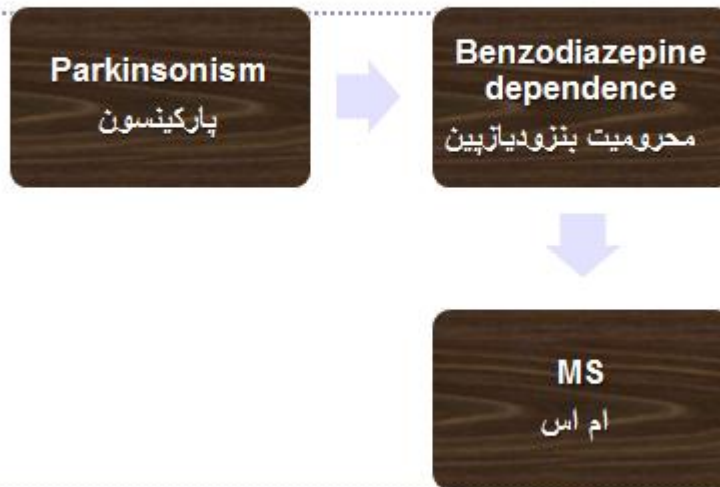 Parkinsonism
پارکینسون
Benzodiazepine
dependence
محرومیت بنزودیازپین
MS
ام اس